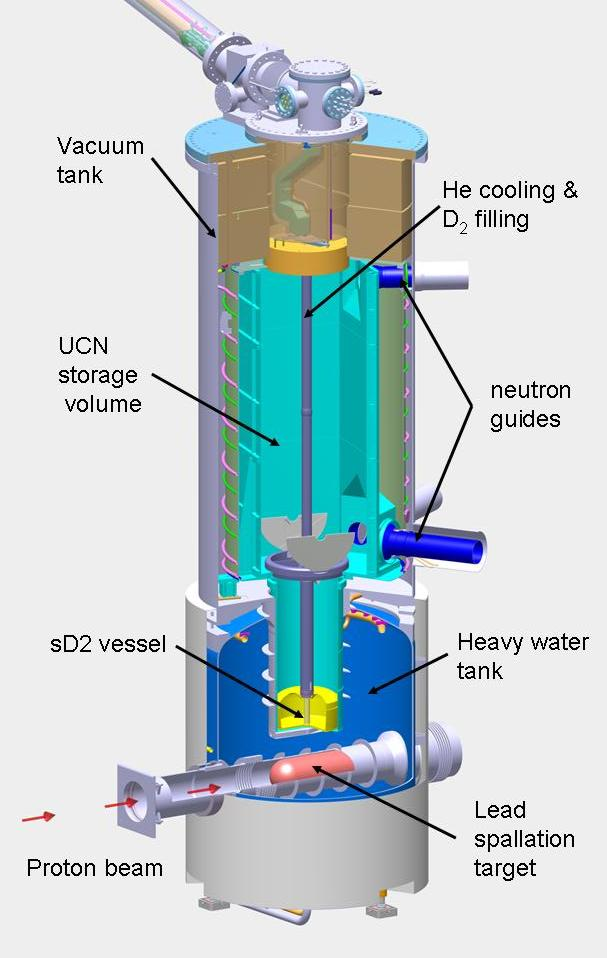 Vacuum
tank
He cooling &
D₂ filling
UCN
storage
volume
neutron
guides
sD2 vessel
Heavy water
tank
Lead
spallation
target
Proton beam